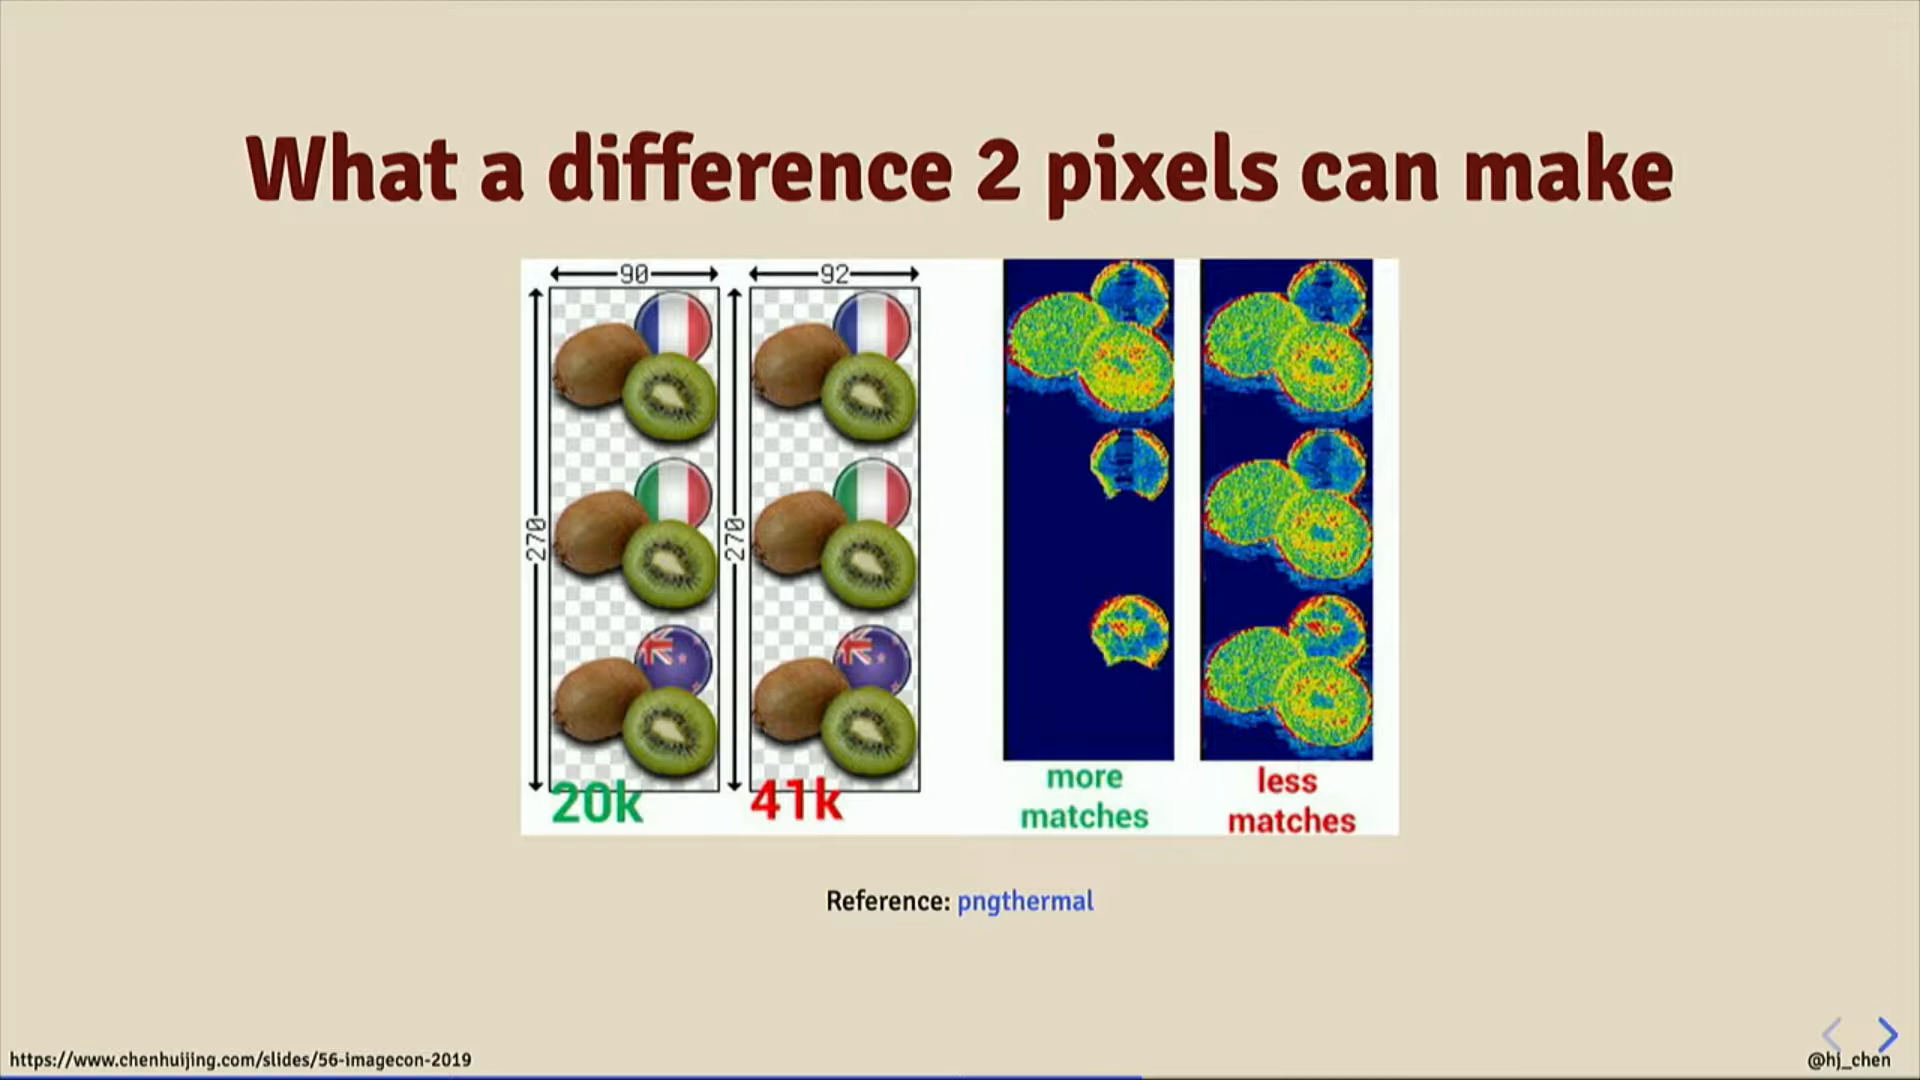 What a difference 2 pixels can make
90
92
270
270
20k
41k
more
matches
less
matches
Reference: pngthermal
https://www.chenhuijing.com/slides/56-imagecon-2019
@hj_chen